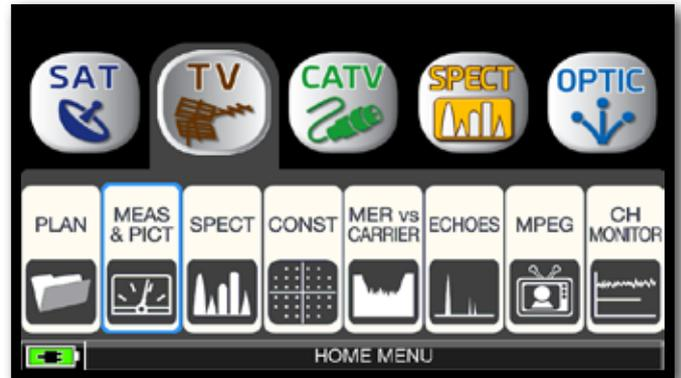 SAT
TV
CATV
SPECT
OPTIC
PLAN
MEAS
& PICT
SPECT
CONST
MER vs
CARRIER
ECHOES
MPEG
CH
MONITOR
HOME MENU